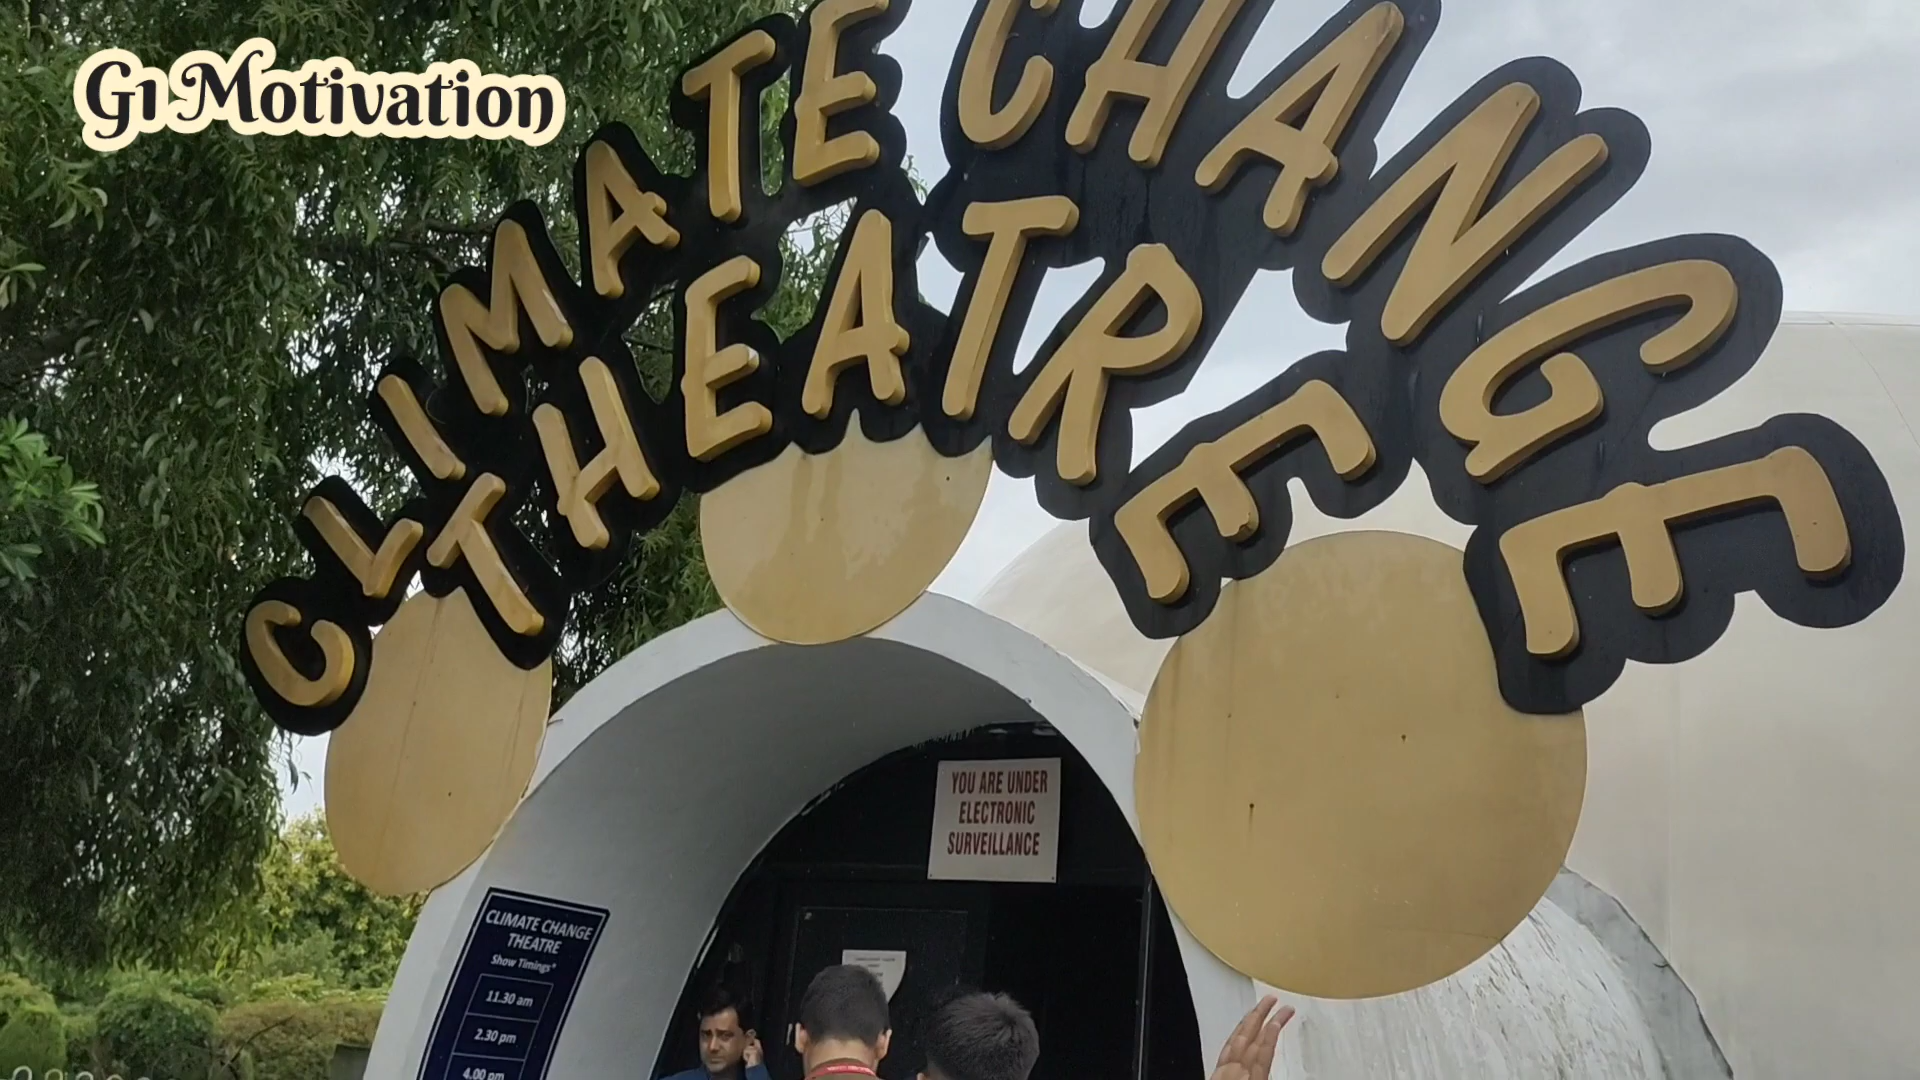 G1 Motivation
CLIMATE CHANGE
THEATRE
YOU ARE UNDER
ELECTRONIC
SURVEILLANCE
CLIMATE CHANGE
THEATRE
Show Timings*
11.30 am
2.30 pm
4.00 pm